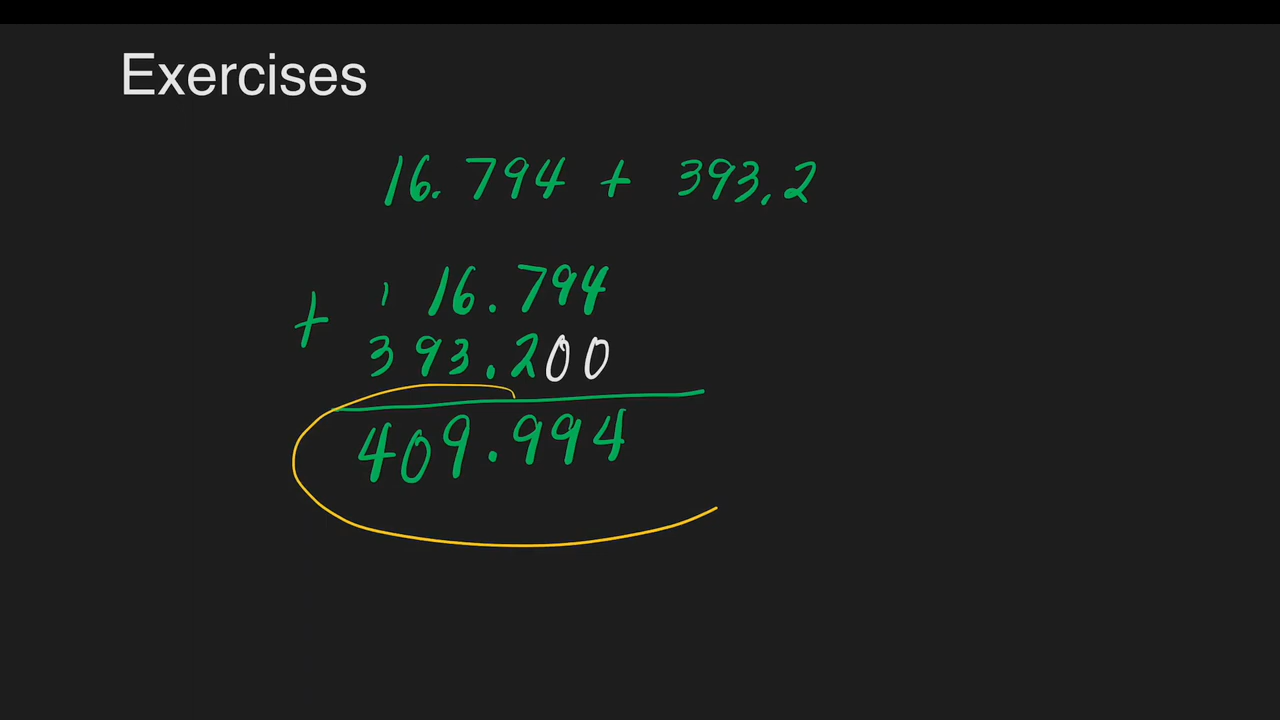 Exercises
16.794 + 393.2
1 16.794
+
393.200
409.994